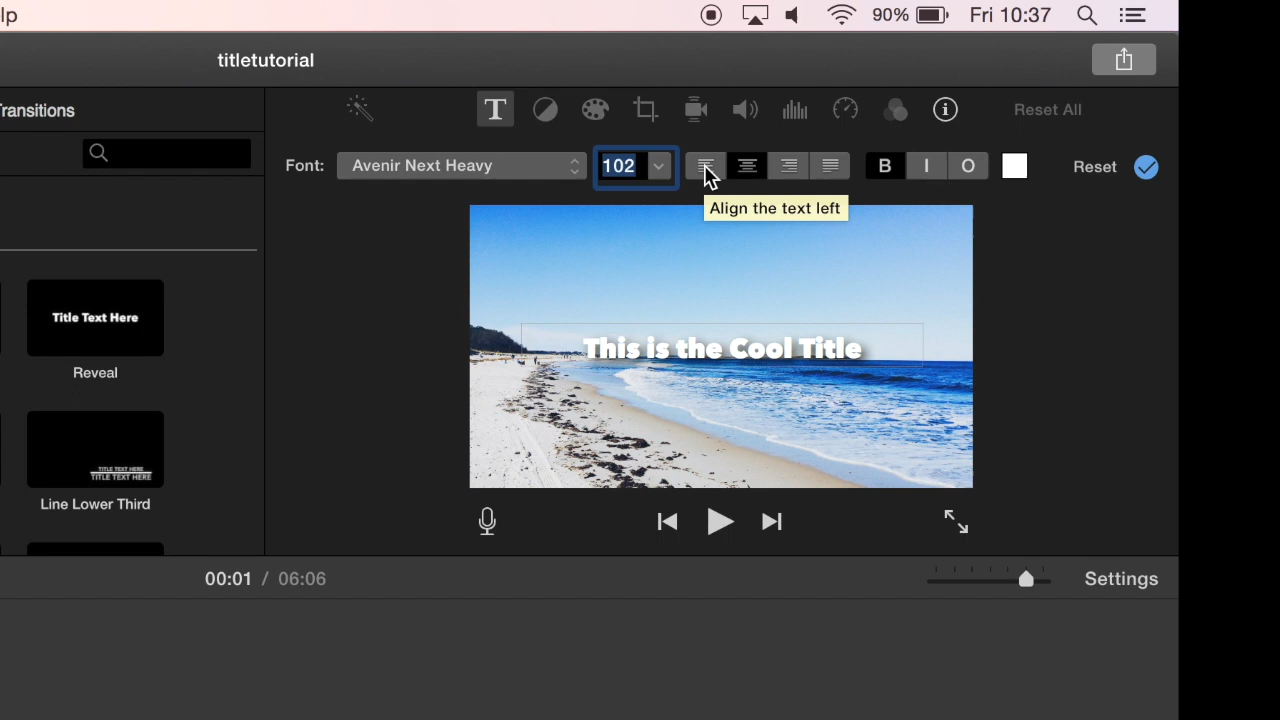 lp
90%
Fri 10:37
titletutorial
Transitions
Reset All
Font:
Avenir Next Heavy
102
B
I
O
Reset
Align the text left
This is the Cool Title
Title Text Here
Reveal
TITLE TEXT HERE
TITLE TEXT HERE
Line Lower Third
00:01 / 06:06
Settings